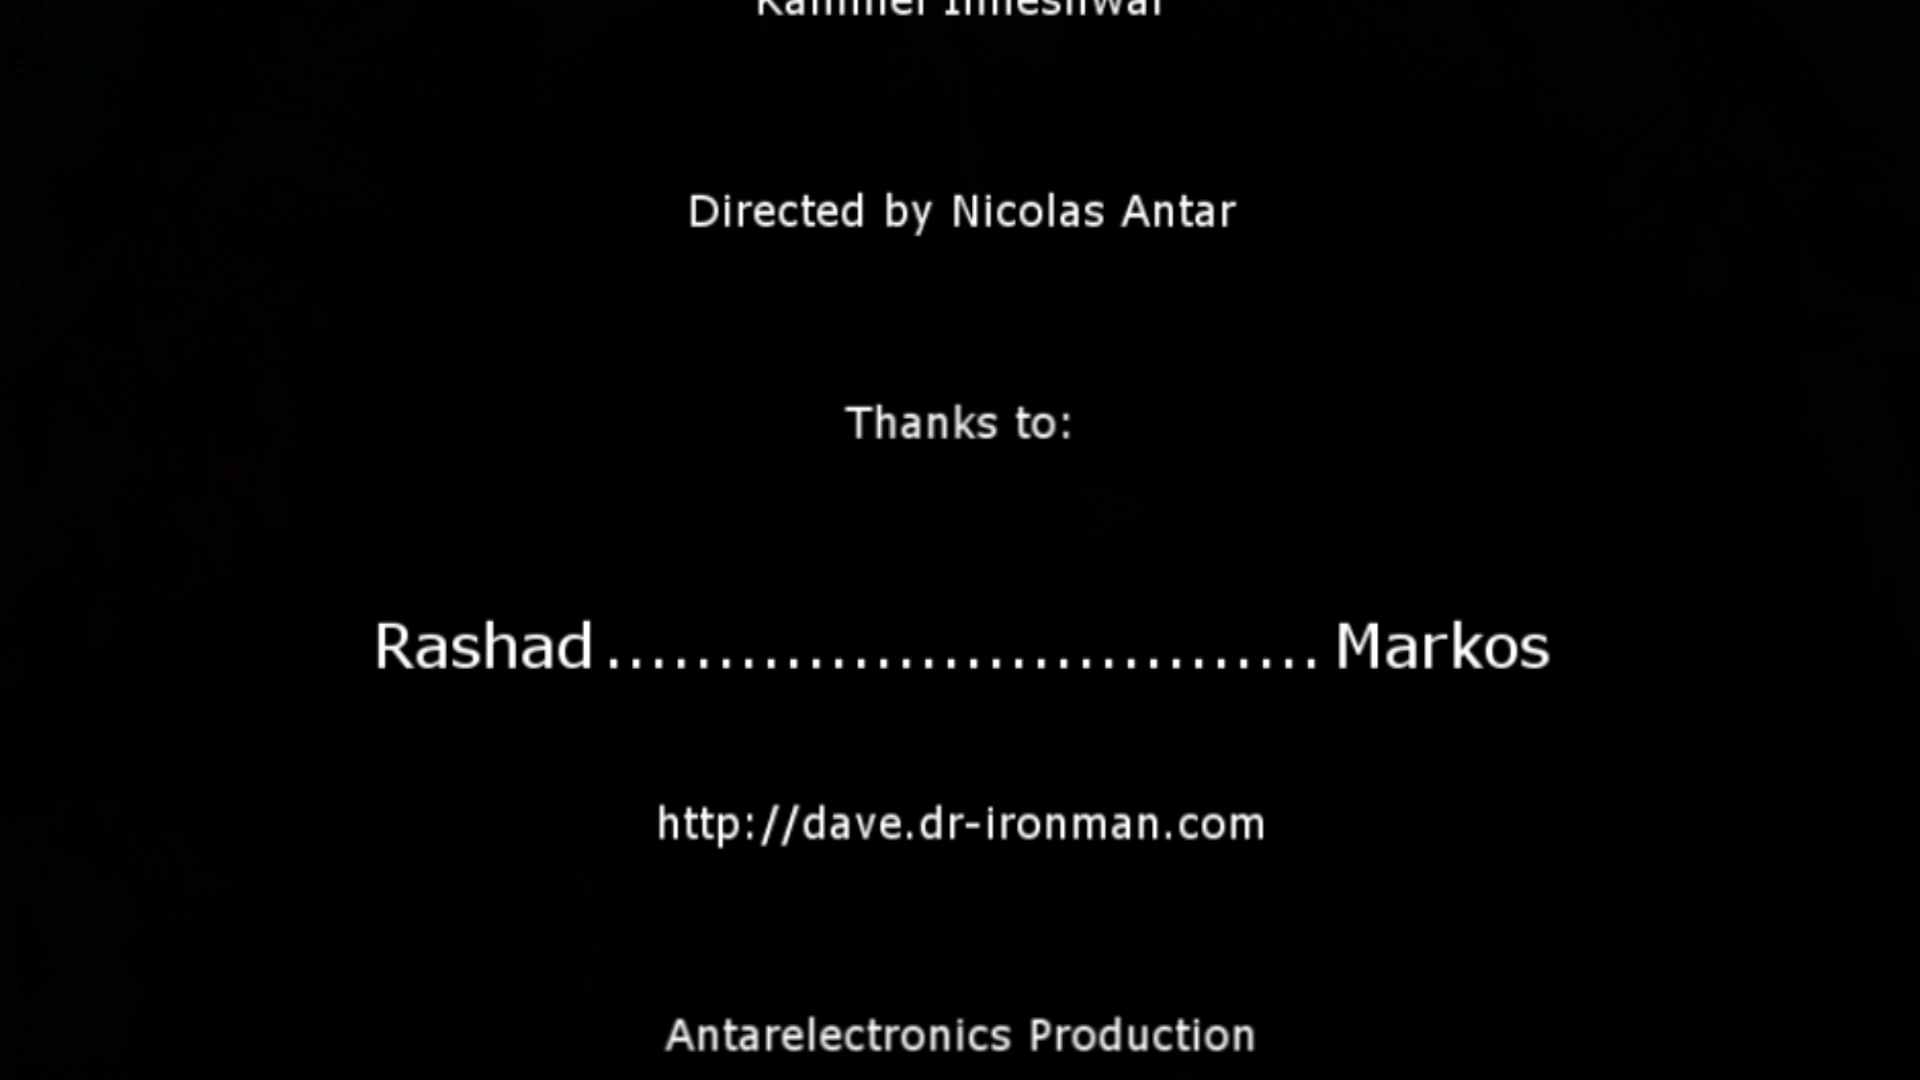 Directed by Nicolas Antar
Thanks to:
Rashad ................................ Markos
http://dave.dr-ironman.com
Antarelectronics Production